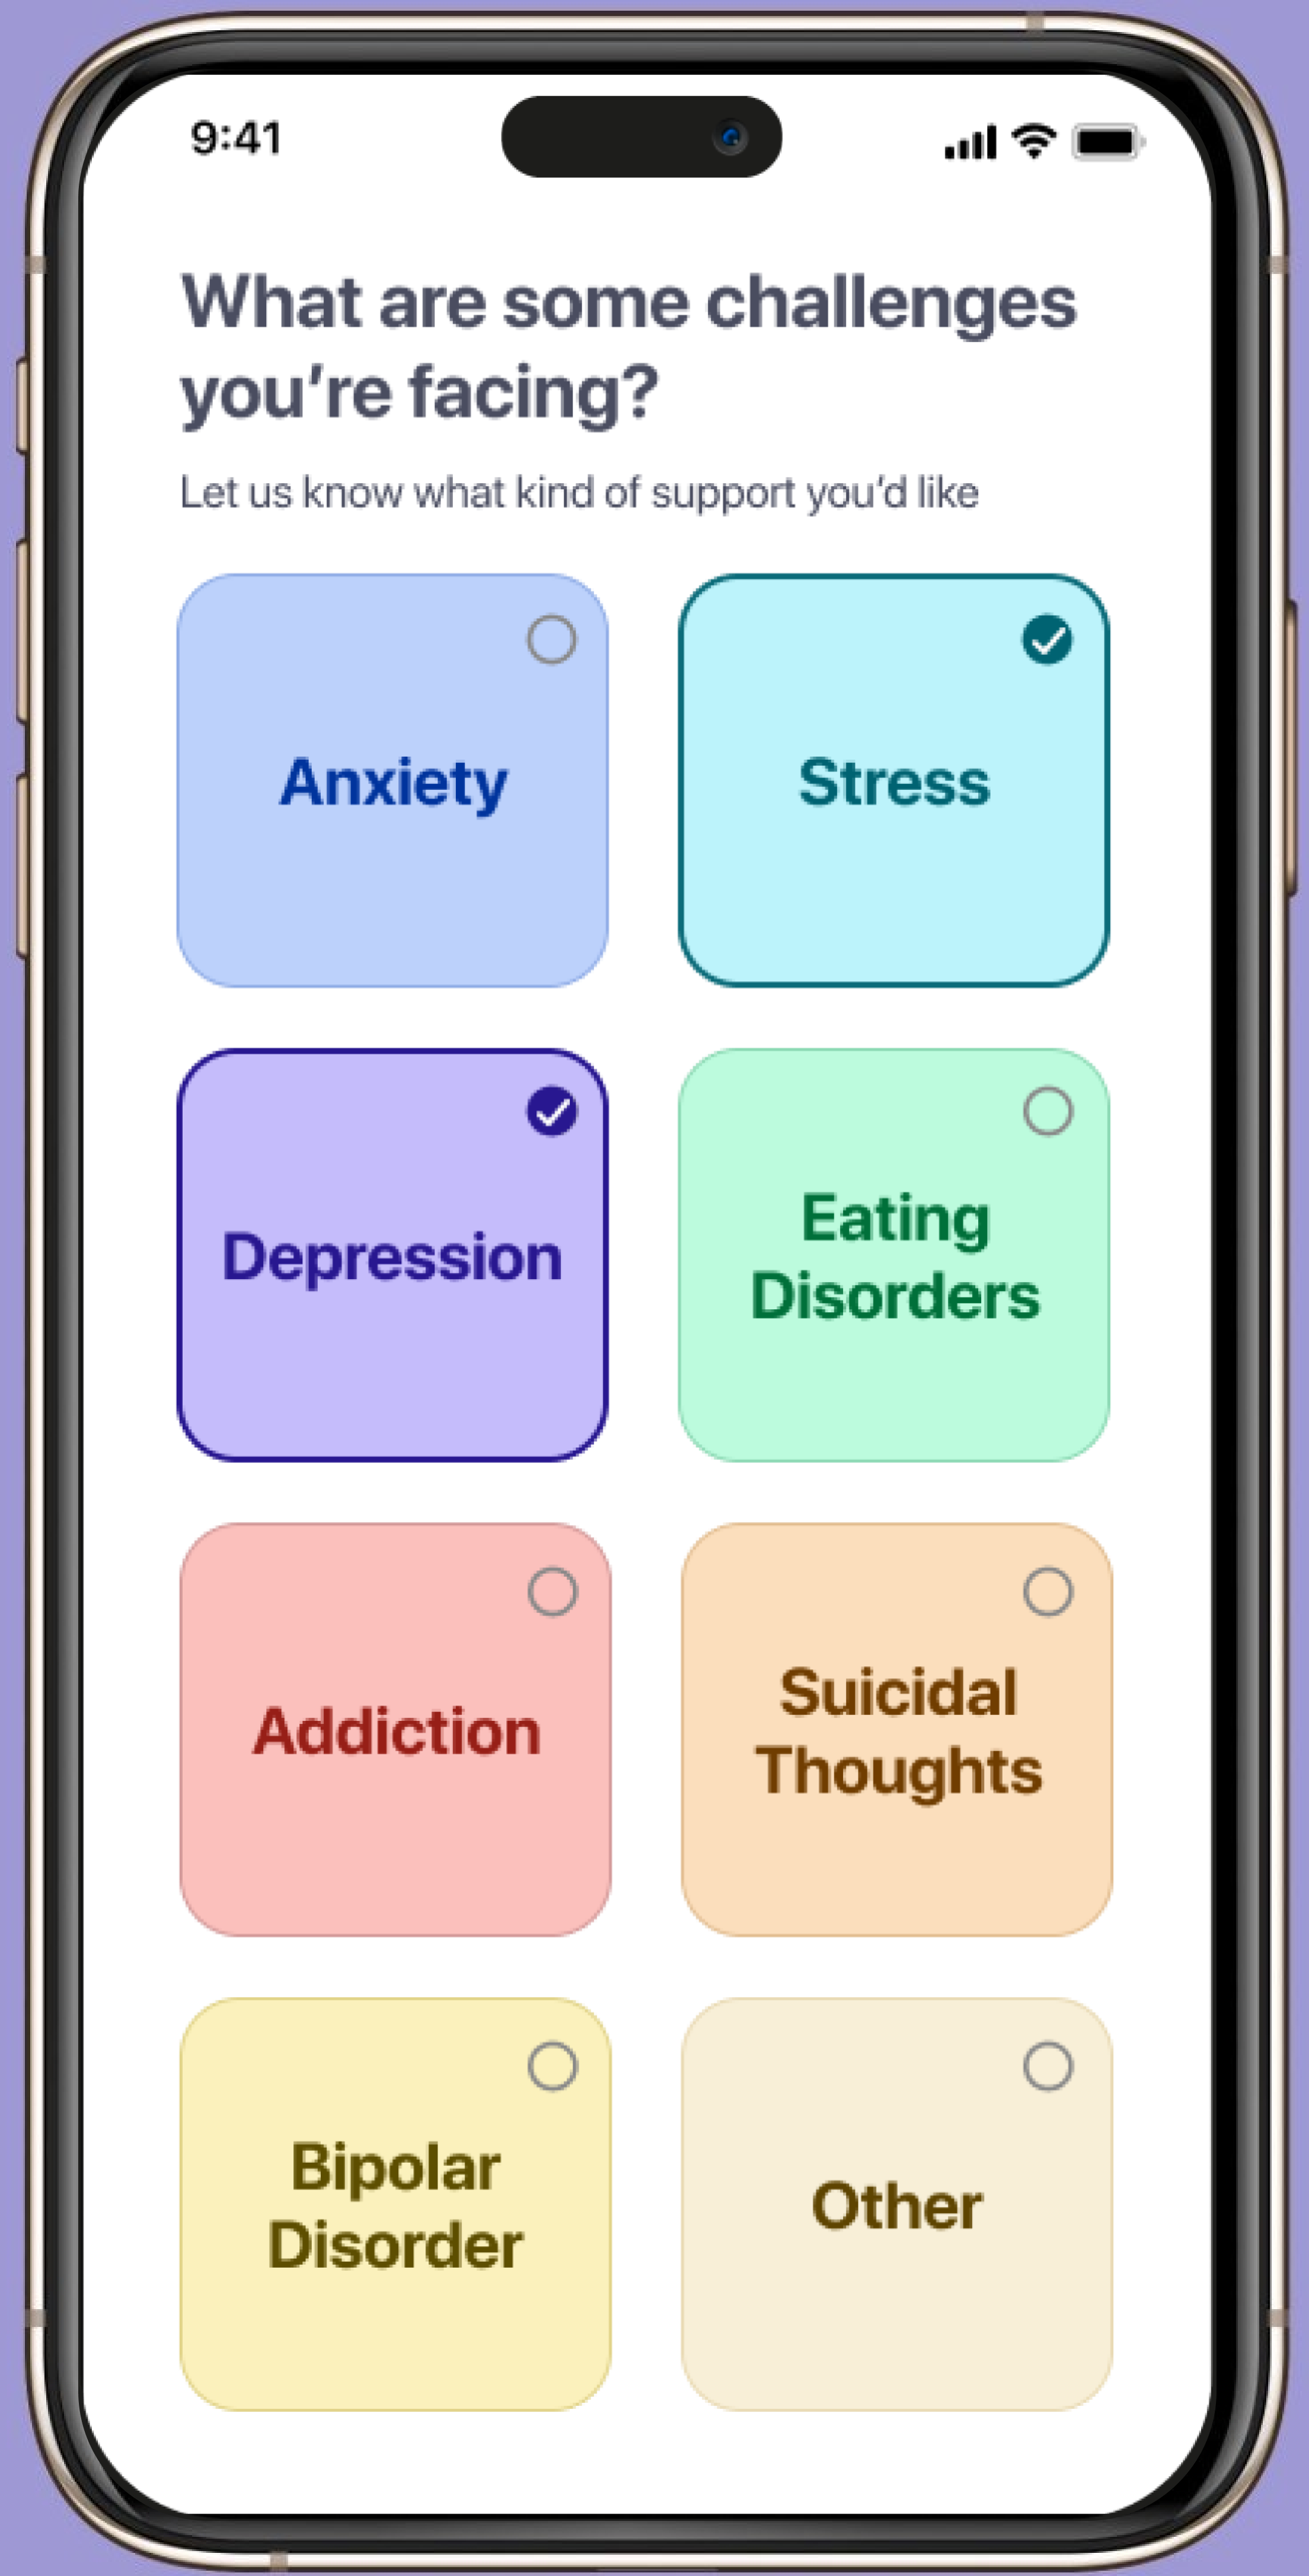 9:41
What are some challenges
you’re facing?
Let us know what kind of support you’d like
Anxiety
Stress
Depression
Eating
Disorders
Addiction
Suicidal
Thoughts
Bipolar
Disorder
Other